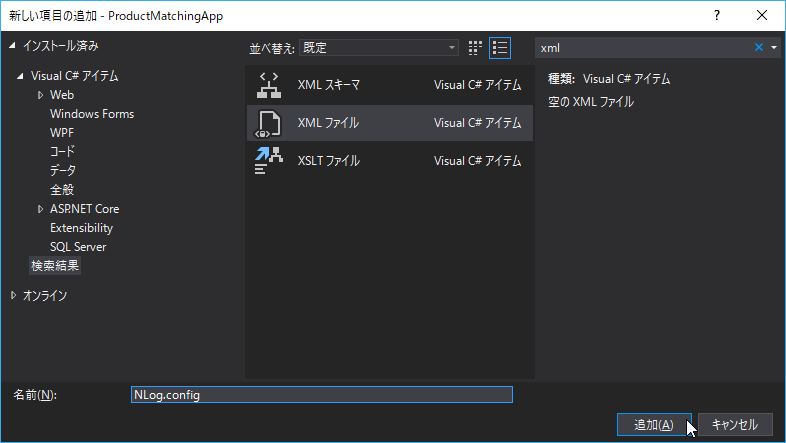 新しい項目の追加 - ProductMatchingApp
インストール済み
Visual C# アイテム
Web
Windows Forms
WPF
コード
データ
全般
ASP.NET Core
Extensibility
SQL Server
検索結果
オンライン
並べ替え: 既定
XML スキーマ Visual C# アイテム
XML ファイル Visual C# アイテム
XSLT ファイル Visual C# アイテム
xml
種類: Visual C# アイテム
空の XML ファイル
名前(N): NLog.config
追加(A) キャンセル